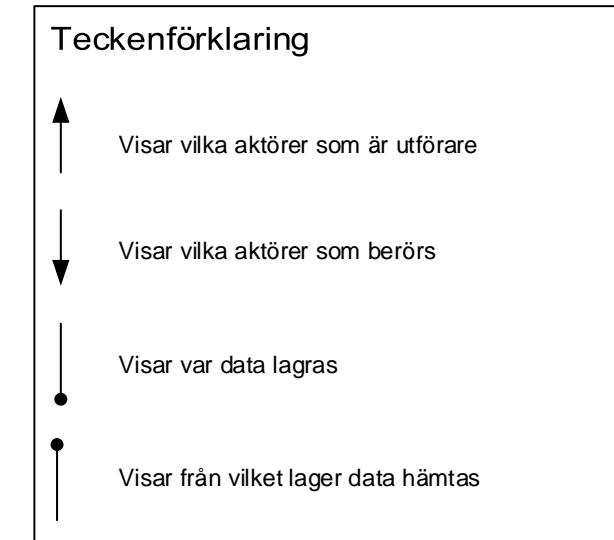 Teckenförklaring
Visar vilka aktörer som är utförare
Visar vilka aktörer som berörs
Visar var data lagras
Visar från vilket lager data hämtas